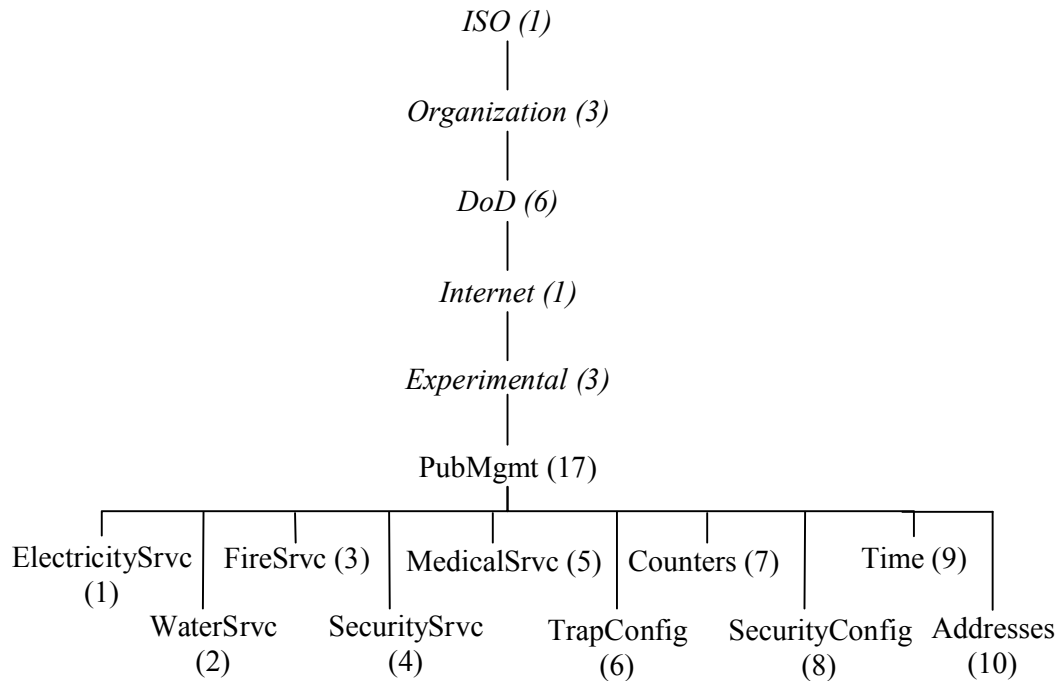 ISO (1)
Organization (3)
DoD (6)
Internet (1)
Experimental (3)
PubMgmt (17)
ElectricitySrvc
(1)
WaterSrvc
(2)
FireSrvc (3)
SecuritySrvc
(4)
MedicalSrvc (5)
TrapConfig
(6)
Counters (7)
SecurityConfig
(8)
Time (9)
Addresses
(10)